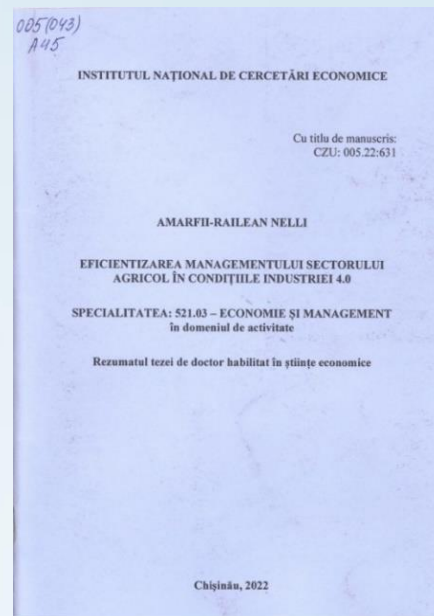 005(043)
A45
INSTITUTUL NAȚIONAL DE CERCETĂRI ECONOMICE
Cu titlu de manuscris:
CZU: 005.22:631
AMARFII-RAILEAN NELLI
EFICIENTIZAREA MANAGEMENTULUI SECTORULUI
AGRICOL ÎN CONDIȚIILE INDUSTRIEI 4.0
SPECIALITATEA: 521.03 – ECONOMIE ȘI MANAGEMENT
în domeniul de activitate
Rezumatul tezei de doctor habilitat în științe economice
Chișinău, 2022